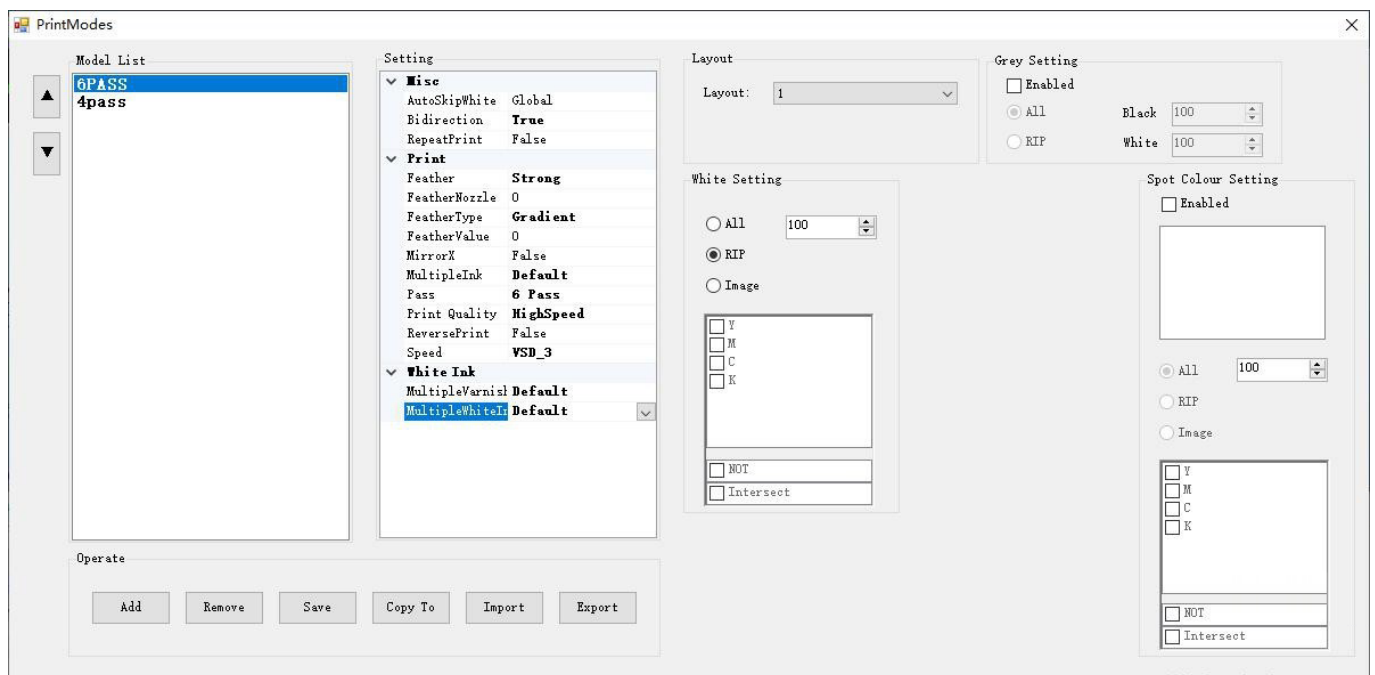 PrintModes
Model List
6PASS
4pass
Setting
Misc
AutoSkipWhite Global
Bidirection True
RepeatPrint False
Print
Feather Strong
FeatherNozzle 0
FeatherType Gradient
FeatherValue 0
MirrorX False
MultipleInk Default
Pass 6 Pass
Print Quality HighSpeed
ReversePrint False
Speed VSD_3
White Ink
MultipleVarnis Default
MultipleWhiteI Default
Layout
Layout: 1
Grey Setting
Enabled
All Black 100
RIP White 100
White Setting
All 100
RIP
Image
Y
M
C
K
NOT
Intersect
Spot Colour Setting
Enabled
All 100
RIP
Image
Y
M
C
K
NOT
Intersect
Operate
Add Remove Save Copy To Import Export